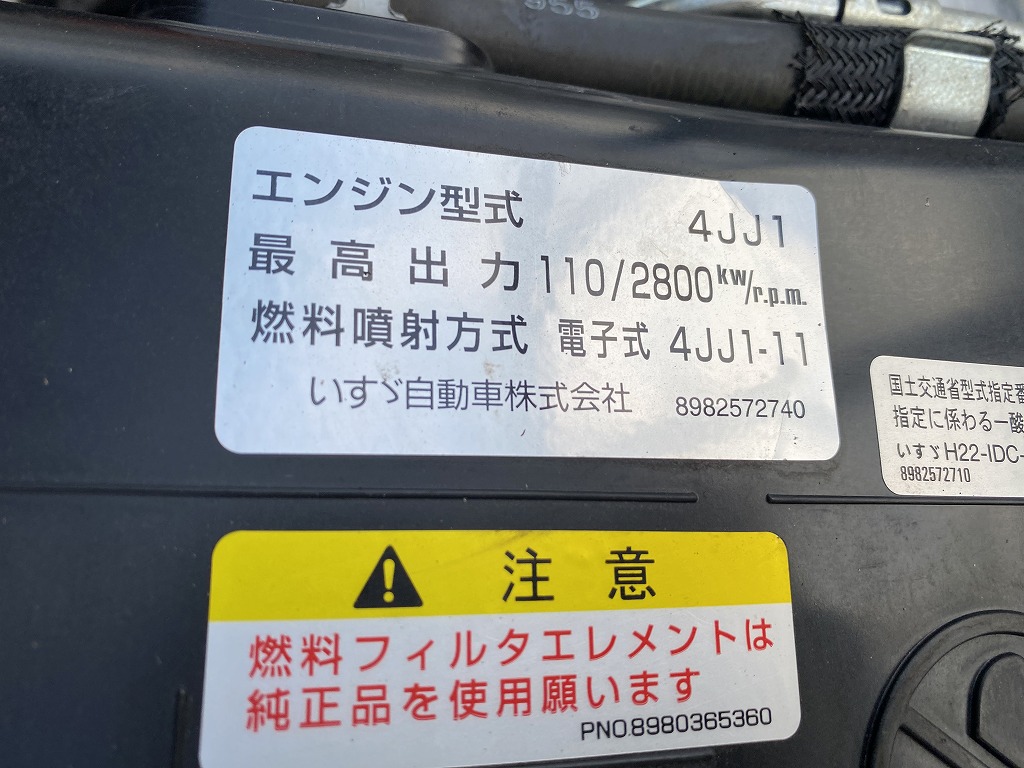 955
エンジン型式 4JJ1
最高出力 110/2800kw/r.p.m.
燃料噴射方式 電子式 4JJ1-11
いすゞ自動車株式会社 8982572740
国土交通省型式指定番
指定に係わる一酸
いすゞH22-IDC-
8982572710
注意
燃料フィルタエレメントは
純正品を使用願います
PNO.8980365360